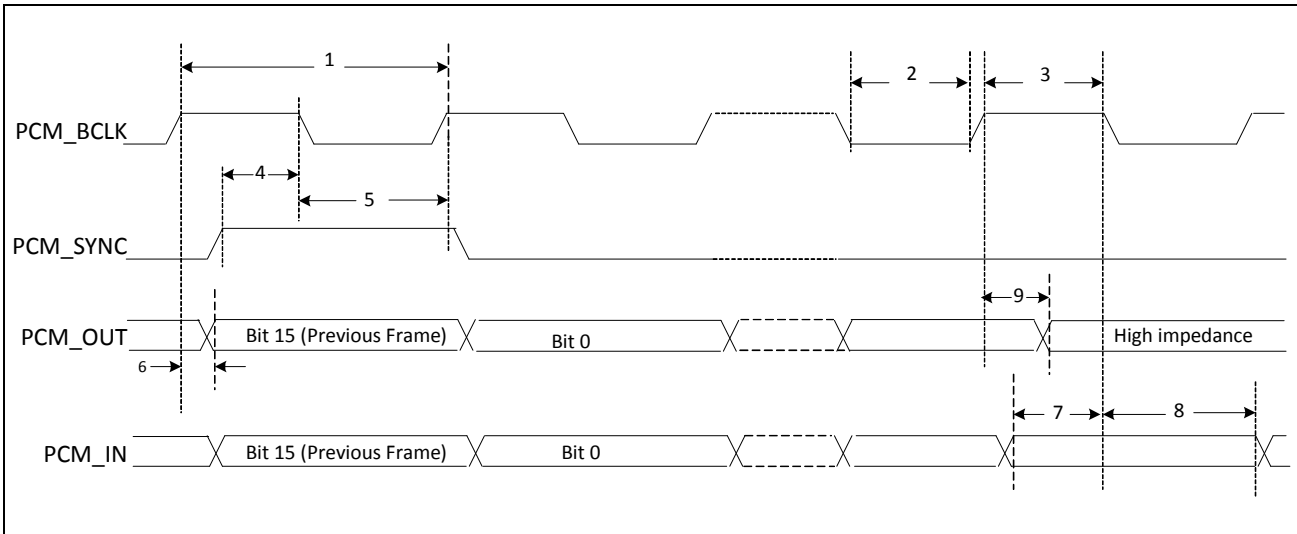 1
2
3
PCM_BCLK
4
5
PCM_SYNC
9
PCM_OUT
Bit 15 (Previous Frame)
Bit 0
High impedance
6
7
8
PCM_IN
Bit 15 (Previous Frame)
Bit 0